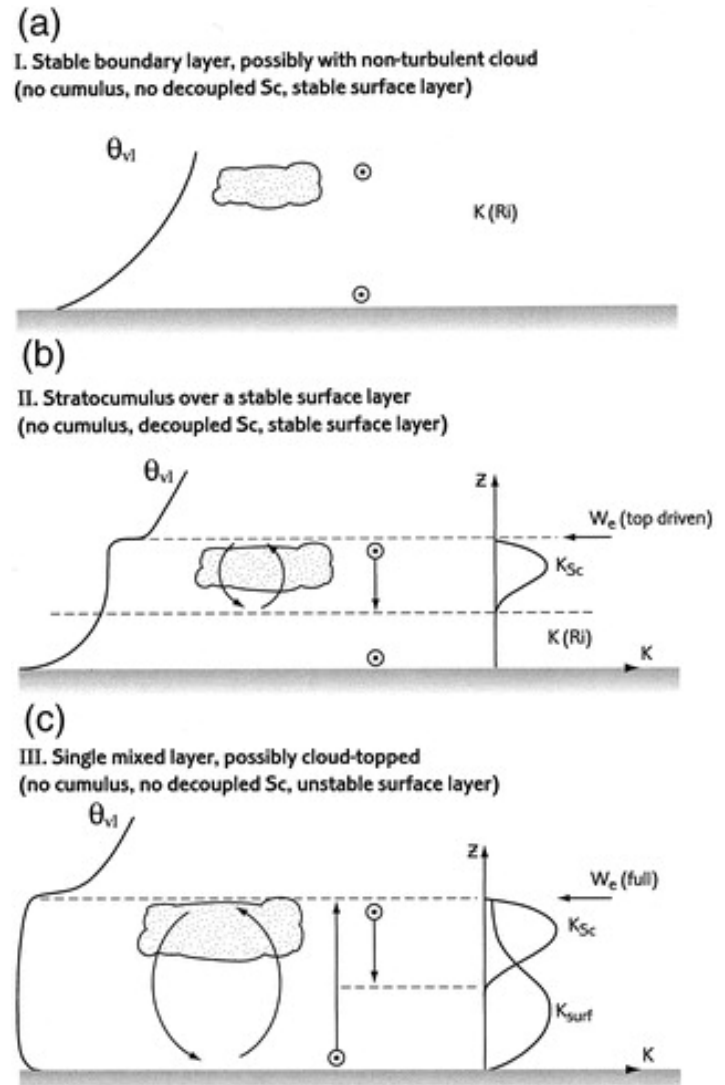 (a)
I. Stable boundary layer, possibly with non-turbulent cloud
(no cumulus, no decoupled Sc, stable surface layer)
θvl
K (Ri)
(b)
II. Stratocumulus over a stable surface layer
(no cumulus, decoupled Sc, stable surface layer)
θvl
z
We (top driven)
KSc
K (Ri)
K
(c)
III. Single mixed layer, possibly cloud-topped
(no cumulus, no decoupled Sc, unstable surface layer)
θvl
z
We (full)
KSc
Ksurf
K